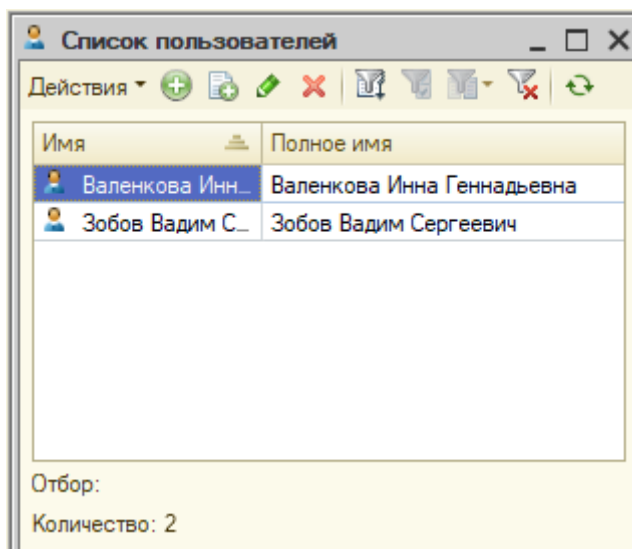 Список пользователей
Действия
Имя Полное имя
Валенкова Инн... Валенкова Инна Геннадьевна
Зобов Вадим С... Зобов Вадим Сергеевич
Отбор:
Количество: 2